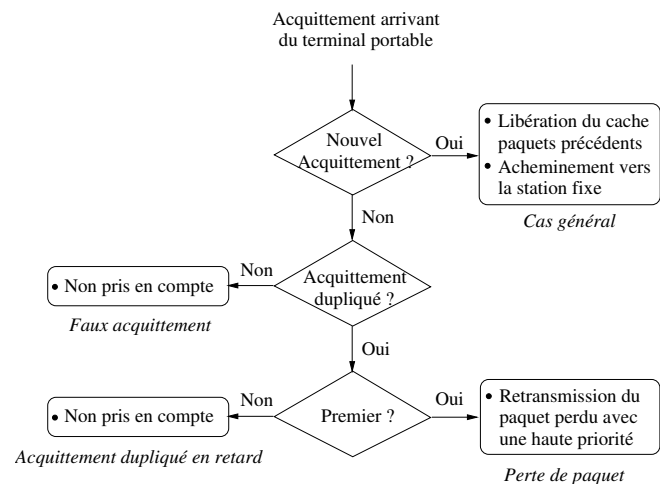 Acquittement arrivant
du terminal portable
Nouvel
Acquittement ?
Oui
• Libération du cache
paquets précédents
• Acheminement vers
la station fixe
Cas général
Non
Acquittement
dupliqué ?
Non
• Non pris en compte
Faux acquittement
Oui
Premier ?
Non
• Non pris en compte
Acquittement dupliqué en retard
Oui
• Retransmission du
paquet perdu avec
une haute priorité
Perte de paquet